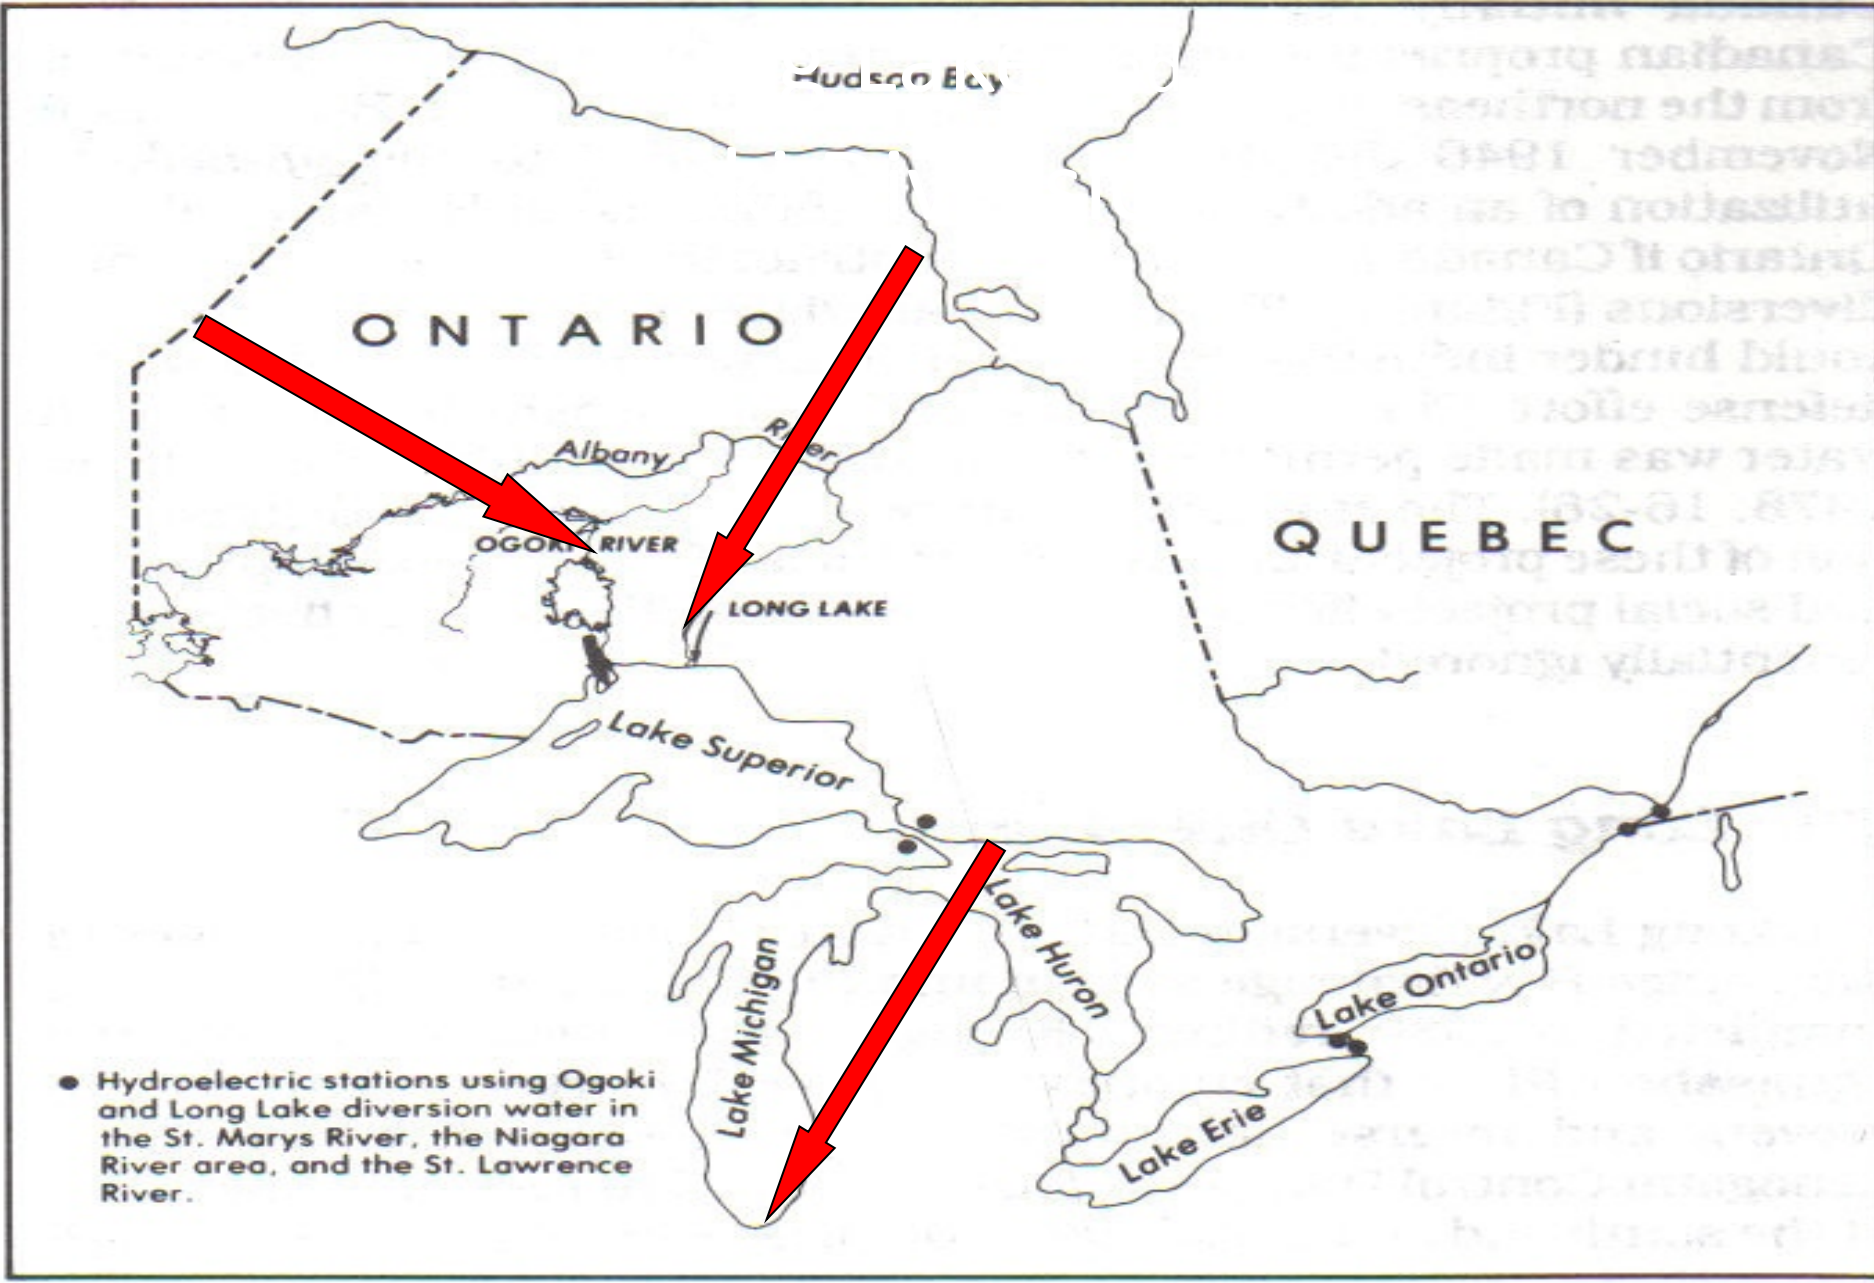 Hudson Bay
ONTARIO
Albany
River
OGOKI RIVER
LONG LAKE
QUEBEC
Lake Superior
Lake Huron
Lake Michigan
Lake Ontario
Lake Erie
● Hydroelectric stations using Ogoki
and Long Lake diversion water in
the St. Marys River, the Niagara
River area, and the St. Lawrence
River.